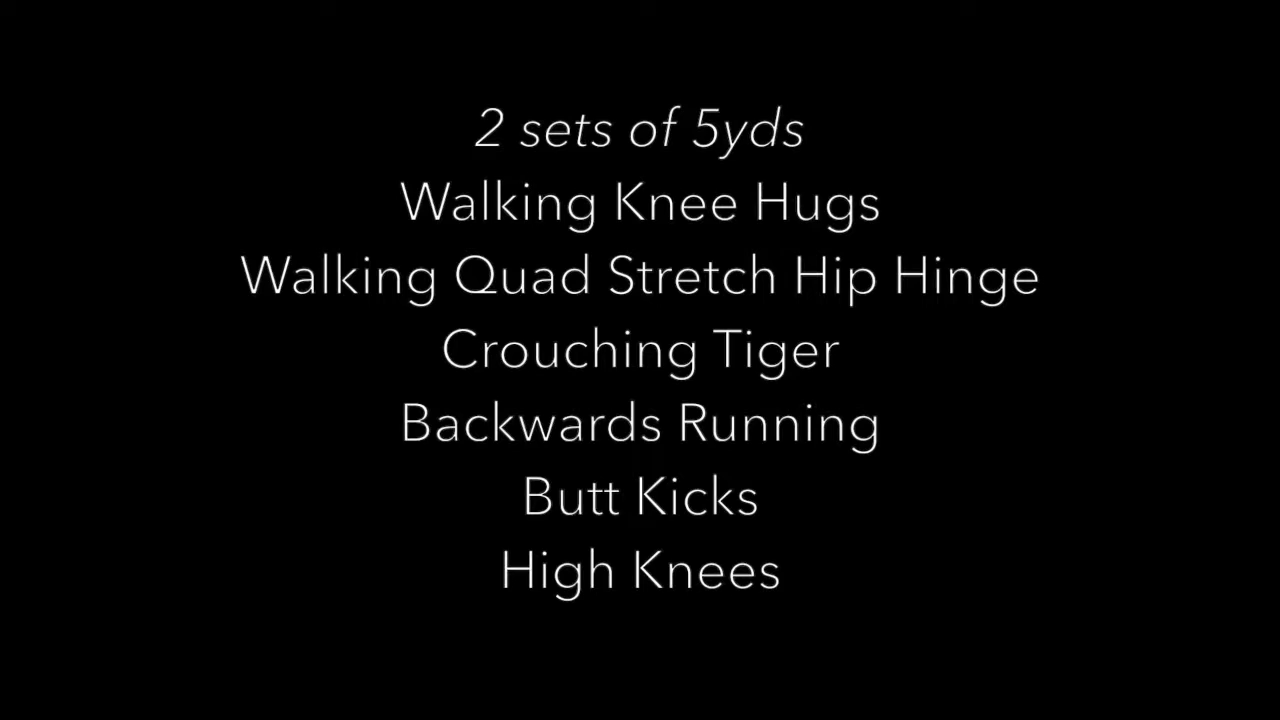 2 sets of 5yds
Walking Knee Hugs
Walking Quad Stretch Hip Hinge
Crouching Tiger
Backwards Running
Butt Kicks
High Knees